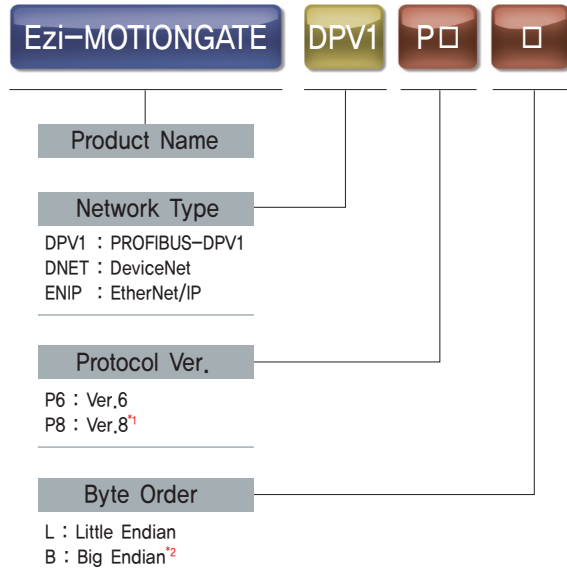 Ezi-MOTIONGATE DPV1 P□ □
Product Name
Network Type
DPV1 : PROFIBUS-DPV1
DNET : DeviceNet
ENIP : EtherNet/IP
Protocol Ver.
P6 : Ver.6
P8 : Ver.8*1
Byte Order
L : Little Endian
B : Big Endian*2